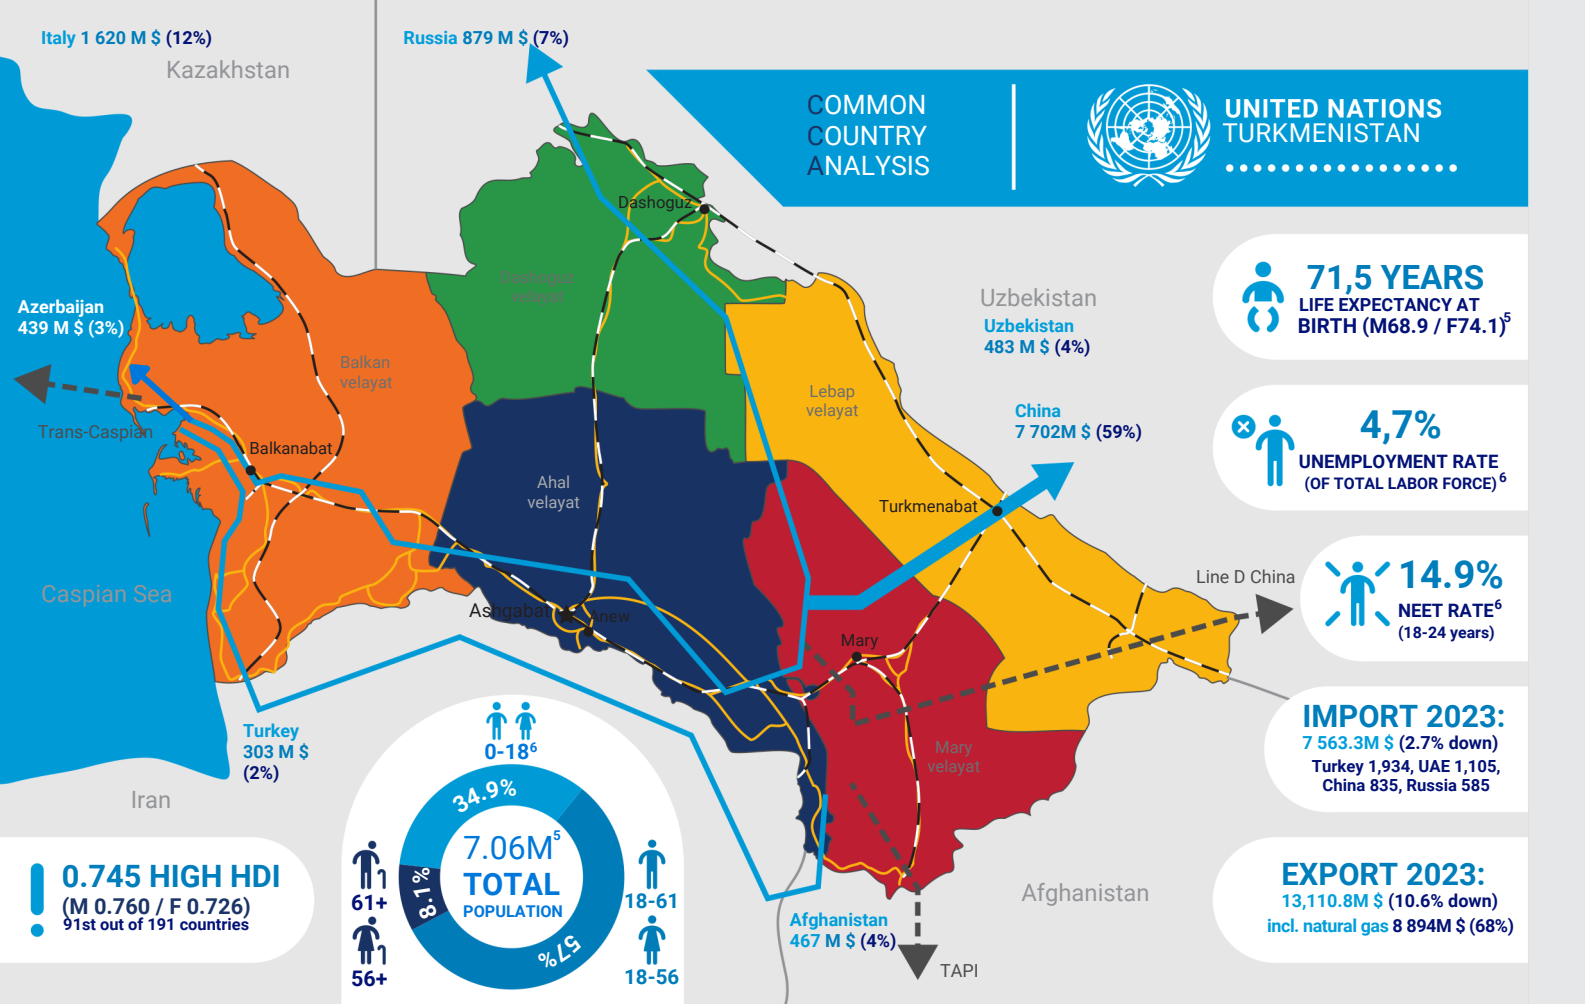 Italy 1 620 M $ (12%)
Russia 879 M $ (7%)
Kazakhstan
COMMON
COUNTRY
ANALYSIS
UNITED NATIONS
TURKMENISTAN
Dashoguz
Dashoguz
velayat
Uzbekistan
Uzbekistan
483 M $ (4%)
71,5 YEARS
LIFE EXPECTANCY AT
BIRTH (M68.9 / F74.1)5
Azerbaijan
439 M $ (3%)
Balkan
velayat
Lebap
velayat
China
7 702M $ (59%)
4,7%
UNEMPLOYMENT RATE
(OF TOTAL LABOR FORCE)6
Trans-Caspian
Balkanabat
Ahal
velayat
Turkmenabat
Caspian Sea
Ashgabat
Anew
Mary
Line D China
14.9%
NEET RATE6
(18-24 years)
Turkey
303 M $
(2%)
Mary
velayat
IMPORT 2023:
7 563.3M $ (2.7% down)
Turkey 1,934, UAE 1,105,
China 835, Russia 585
Iran
0-186
34.9%
7.06M5
TOTAL
POPULATION
8.1%
57%
61+
56+
18-61
18-56
0.745 HIGH HDI
(M 0.760 / F 0.726)
91st out of 191 countries
Afghanistan
467 M $ (4%)
Afghanistan
TAPI
EXPORT 2023:
13,110.8M $ (10.6% down)
incl. natural gas 8 894M $ (68%)